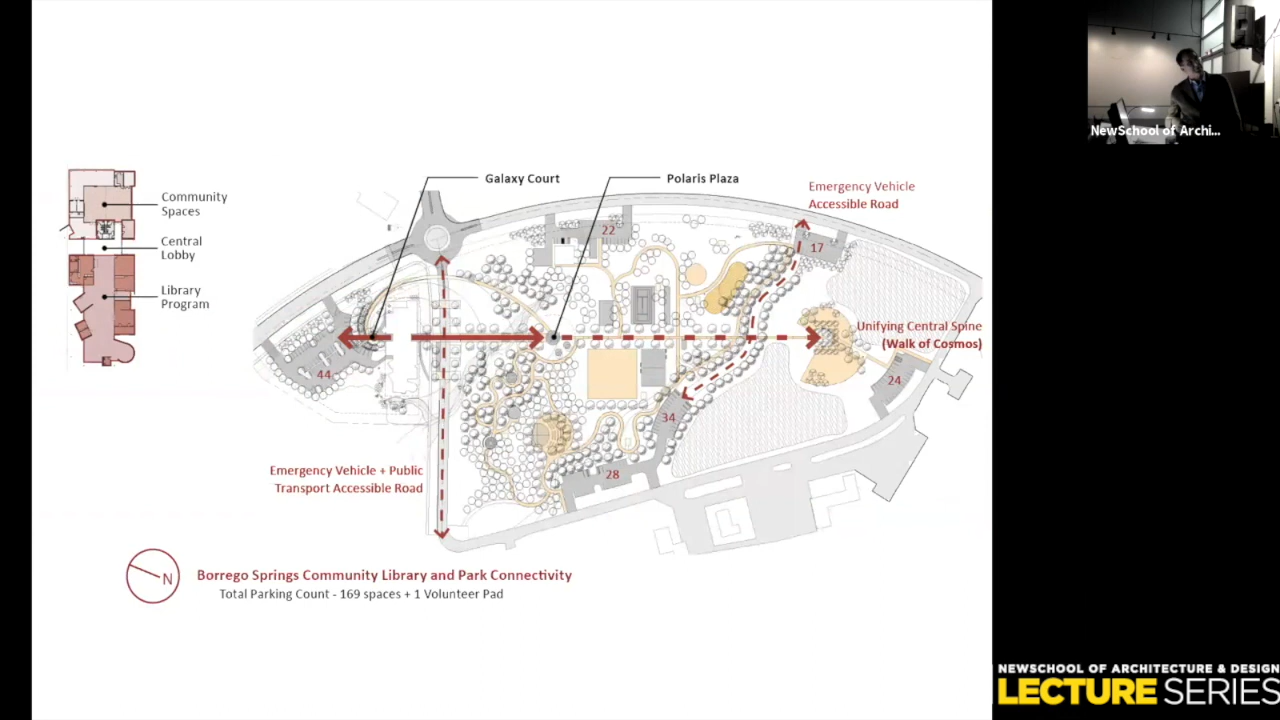 Galaxy Court
Polaris Plaza
Emergency Vehicle
Accessible Road
Community
Spaces
Central
Lobby
Library
Program
22
17
Unifying Central Spine
(Walk of Cosmos)
44
24
34
28
Emergency Vehicle + Public
Transport Accessible Road
N
Borrego Springs Community Library and Park Connectivity
Total Parking Count - 169 spaces + 1 Volunteer Pad
NewSchool of Archi...
NEWSCHOOL OF ARCHITECTURE & DESIGN
LECTURE SERIES